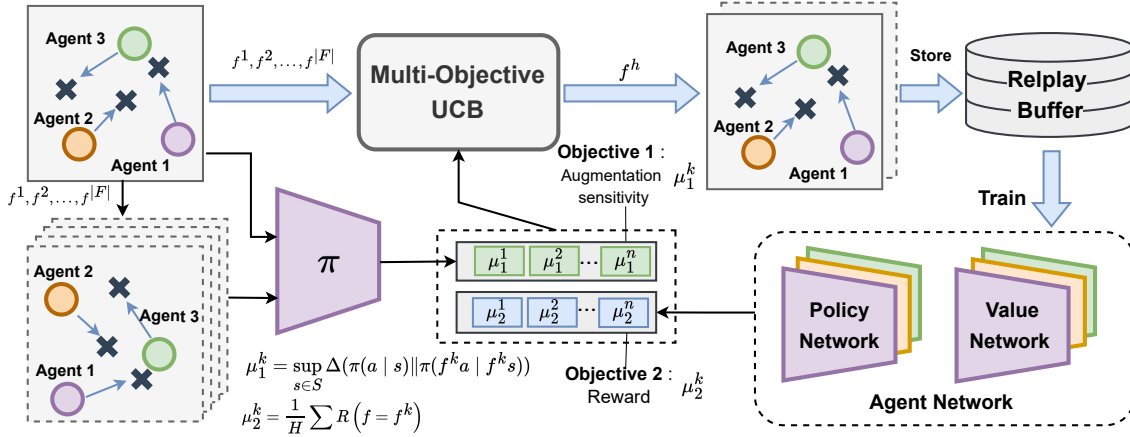 Agent 3
Agent 2
Agent 1
f^1, f^2, ..., f^{|F|}
Multi-Objective
UCB
f^h
Agent 3
Agent 2
Agent 1
Store
Relplay
Buffer
f^1, f^2, ..., f^{|F|}
Agent 2
Agent 3
Agent 1
π
Objective 1 :
Augmentation
sensitivity
μ_1^k
μ_1^1 μ_1^2 ... μ_1^n
μ_2^1 μ_2^2 ... μ_2^n
Objective 2 :
Reward
μ_2^k
μ_1^k = sup_{s∈S} Δ(π(a | s)‖π(f^k a | f^k s))
μ_2^k = \frac{1}{H} ∑ R (f = f^k)
Train
Policy
Network
Value
Network
Agent Network